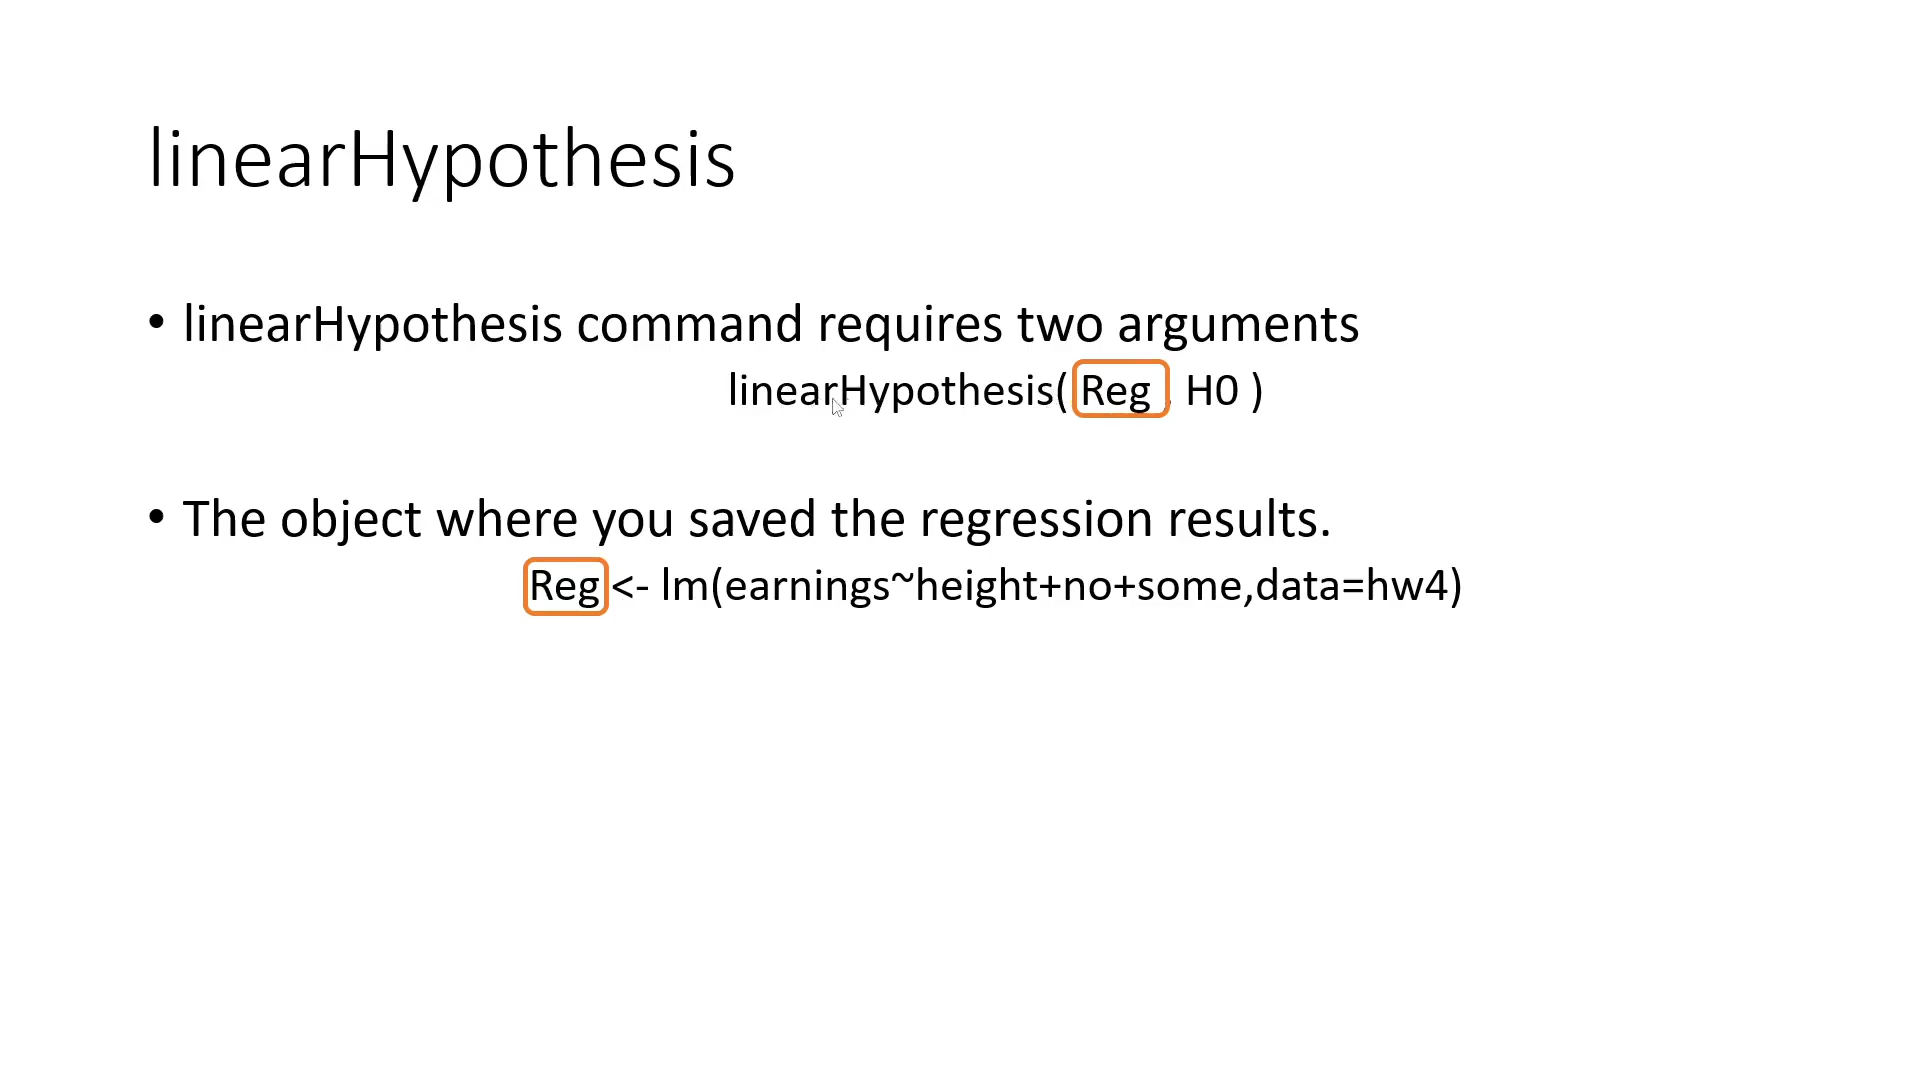 linearHypothesis
• linearHypothesis command requires two arguments
linearHypothesis( Reg , H0 )
• The object where you saved the regression results.
Reg <- lm(earnings~height+no+some,data=hw4)